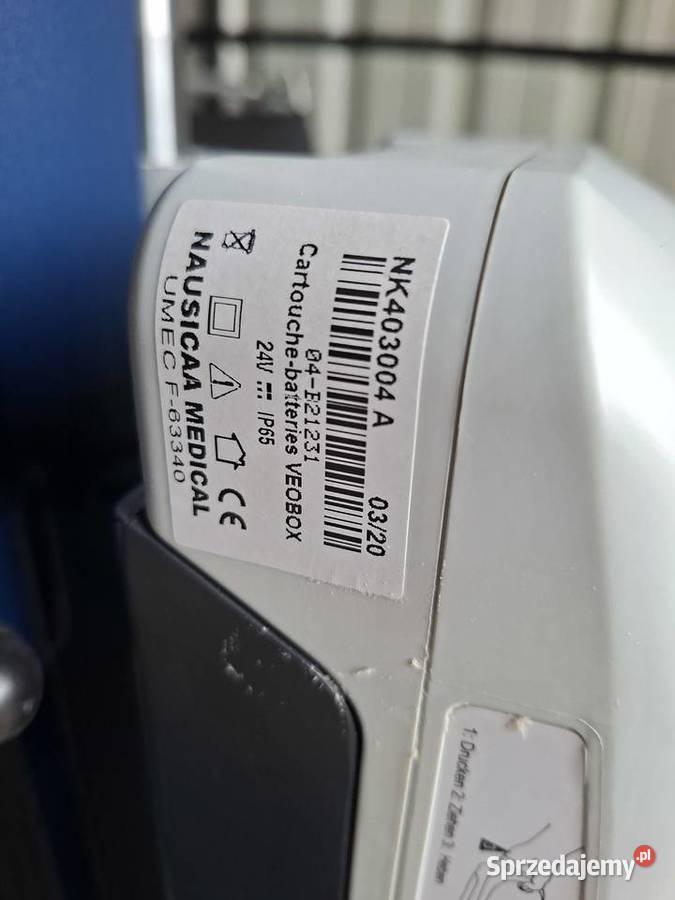 NK403004 A 03/20
04-E21231
Cartouche-batteries VEOBOX
24V IP65
CE
NAUSICAA MEDICAL
UMEC F-63340
1: Drücken 2: Ziehen 3: Heben
Sprzedajemy.pl